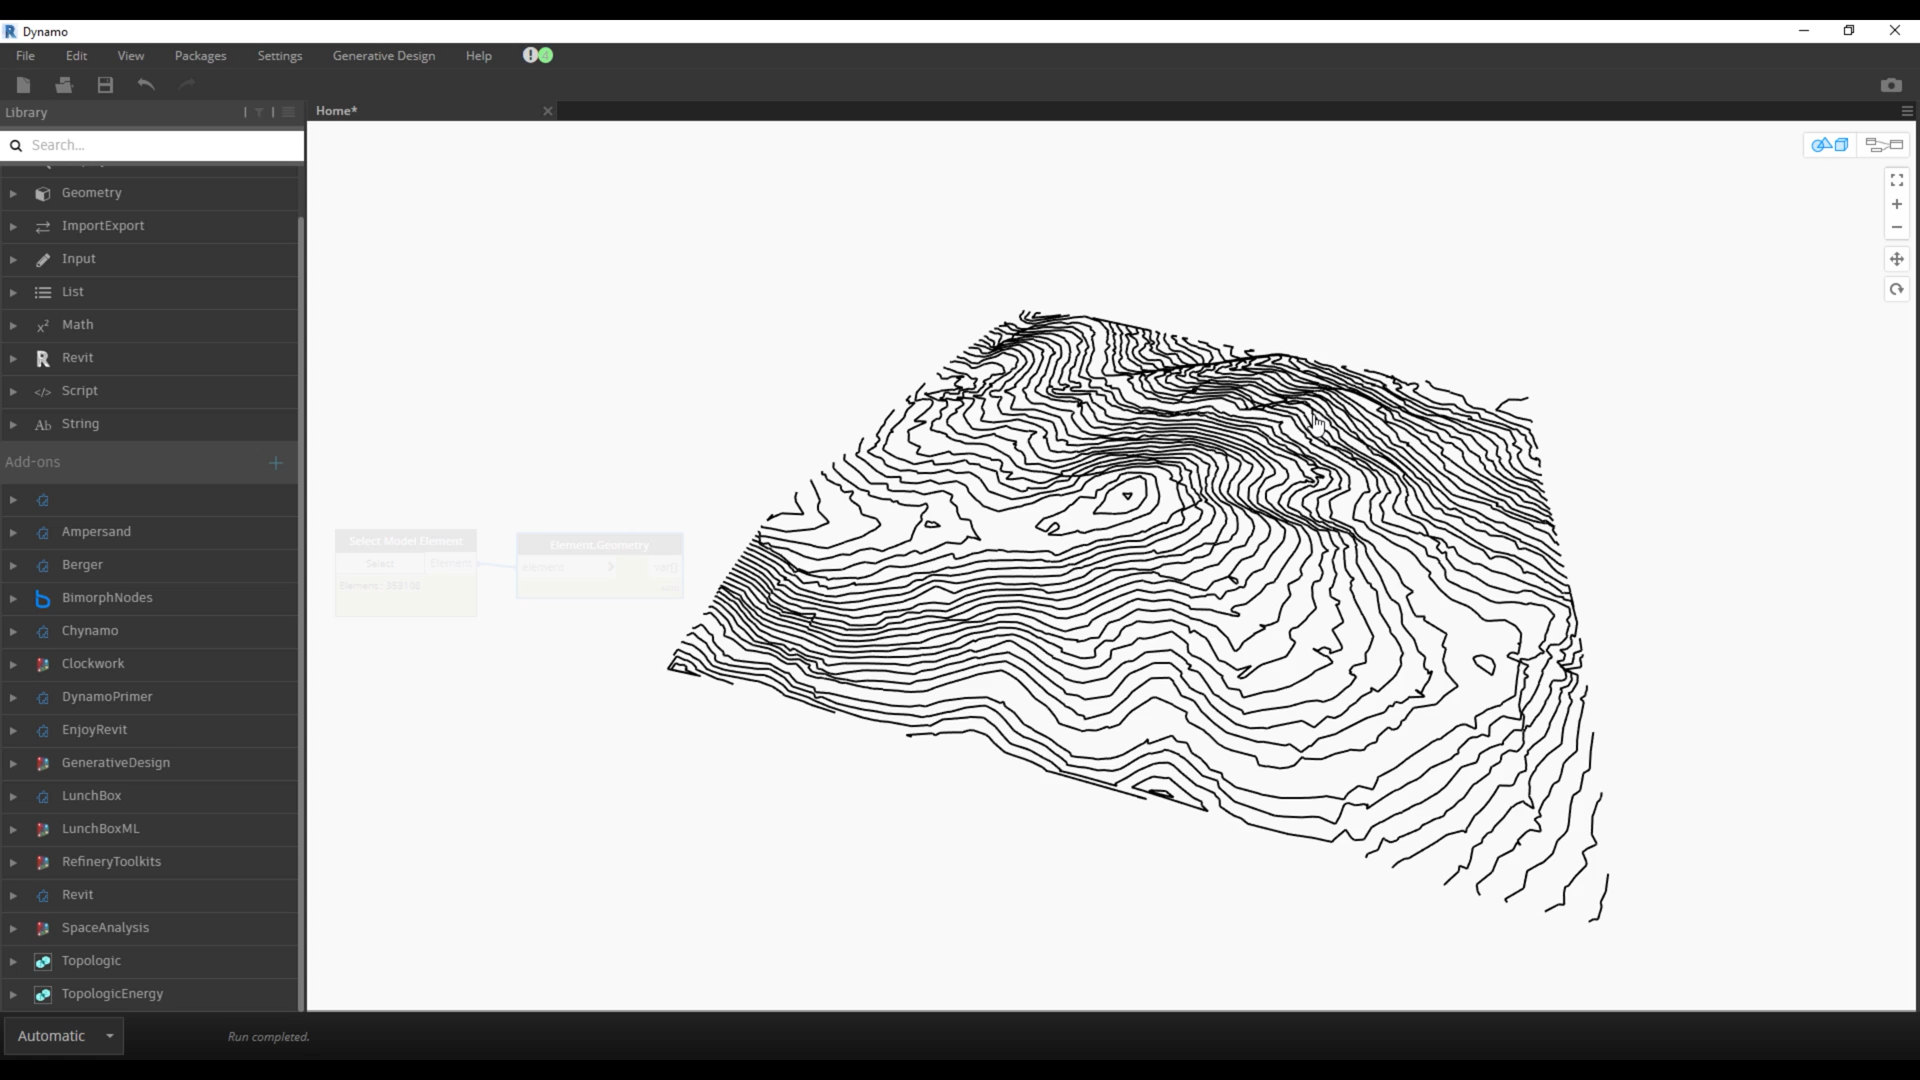 Dynamo
File Edit View Packages Settings Generative Design Help
Library
Home*
Search...
Geometry
ImportExport
Input
List
Math
Revit
Script
String
Add-ons
Ampersand
Berger
BimorphNodes
Chynamo
Clockwork
DynamoPrimer
EnjoyRevit
GenerativeDesign
LunchBox
LunchBoxML
RefineryToolkits
Revit
SpaceAnalysis
Topologic
TopologicEnergy
Select Model Element
Select Element
Element : 353108
Element.Geometry
element var[]
Automatic
Run completed.